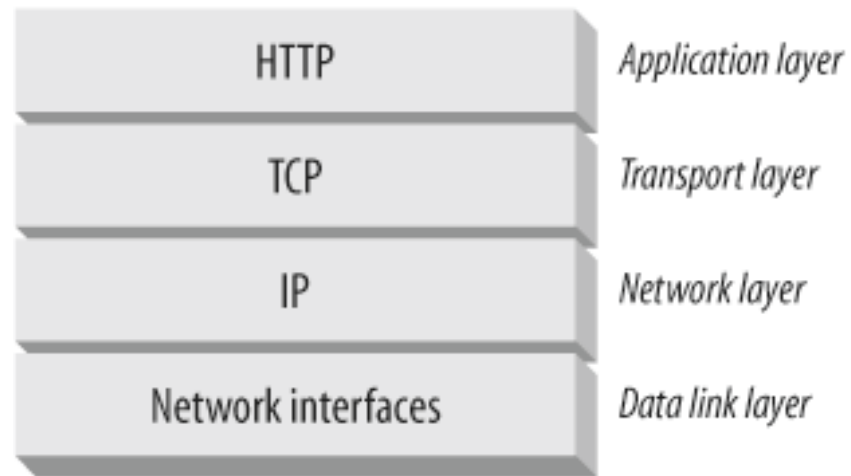 HTTP Application layer
TCP Transport layer
IP Network layer
Network interfaces Data link layer